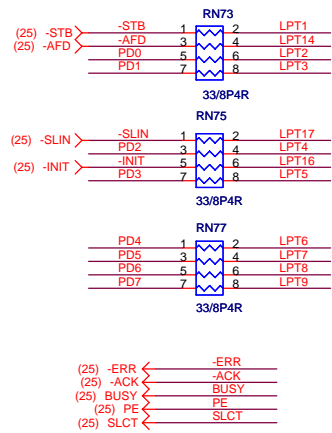 RN73
(25) -STB -STB 1 2 LPT1
(25) -AFD -AFD 3 4 LPT14
PD0 5 6 LPT2
PD1 7 8 LPT3
33/8P4R
RN75
(25) -SLIN -SLIN 1 2 LPT17
PD2 3 4 LPT4
(25) -INIT -INIT 5 6 LPT16
PD3 7 8 LPT5
33/8P4R
RN77
PD4 1 2 LPT6
PD5 3 4 LPT7
PD6 5 6 LPT8
PD7 7 8 LPT9
33/8P4R
(25) -ERR -ERR
(25) -ACK -ACK
(25) BUSY BUSY
(25) PE PE
(25) SLCT SLCT